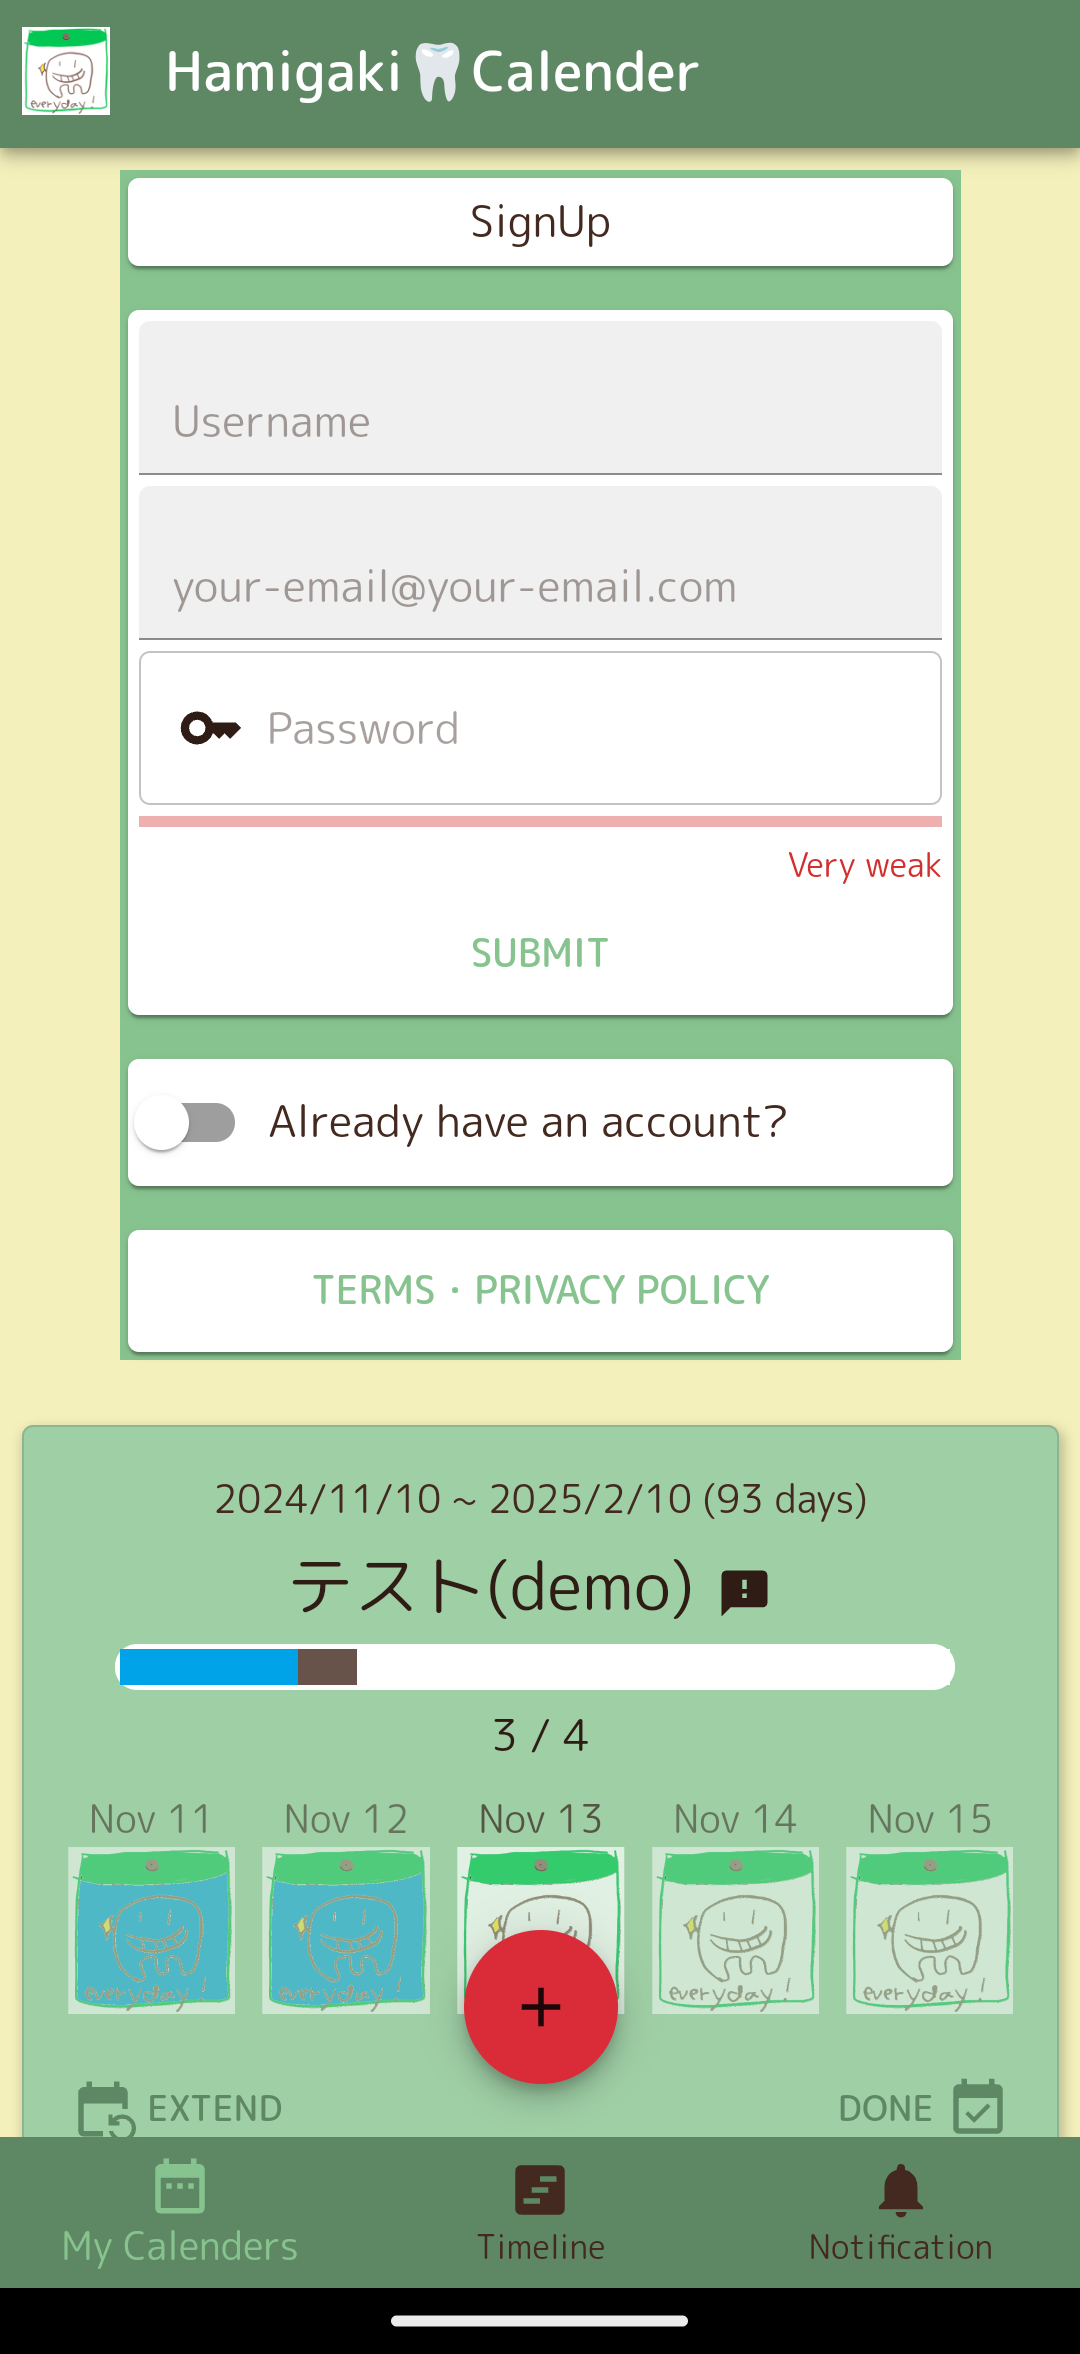 everyday!
Hamigaki🦷Calender
SignUp
Username
your-email@your-email.com
Password
Very weak
SUBMIT
Already have an account?
TERMS · PRIVACY POLICY
2024/11/10 ~ 2025/2/10 (93 days)
テスト(demo)
3 / 4
Nov 11 Nov 12 Nov 13 Nov 14 Nov 15
everyday! everyday! everyday! everyday!
+
EXTEND DONE
My Calenders Timeline Notification